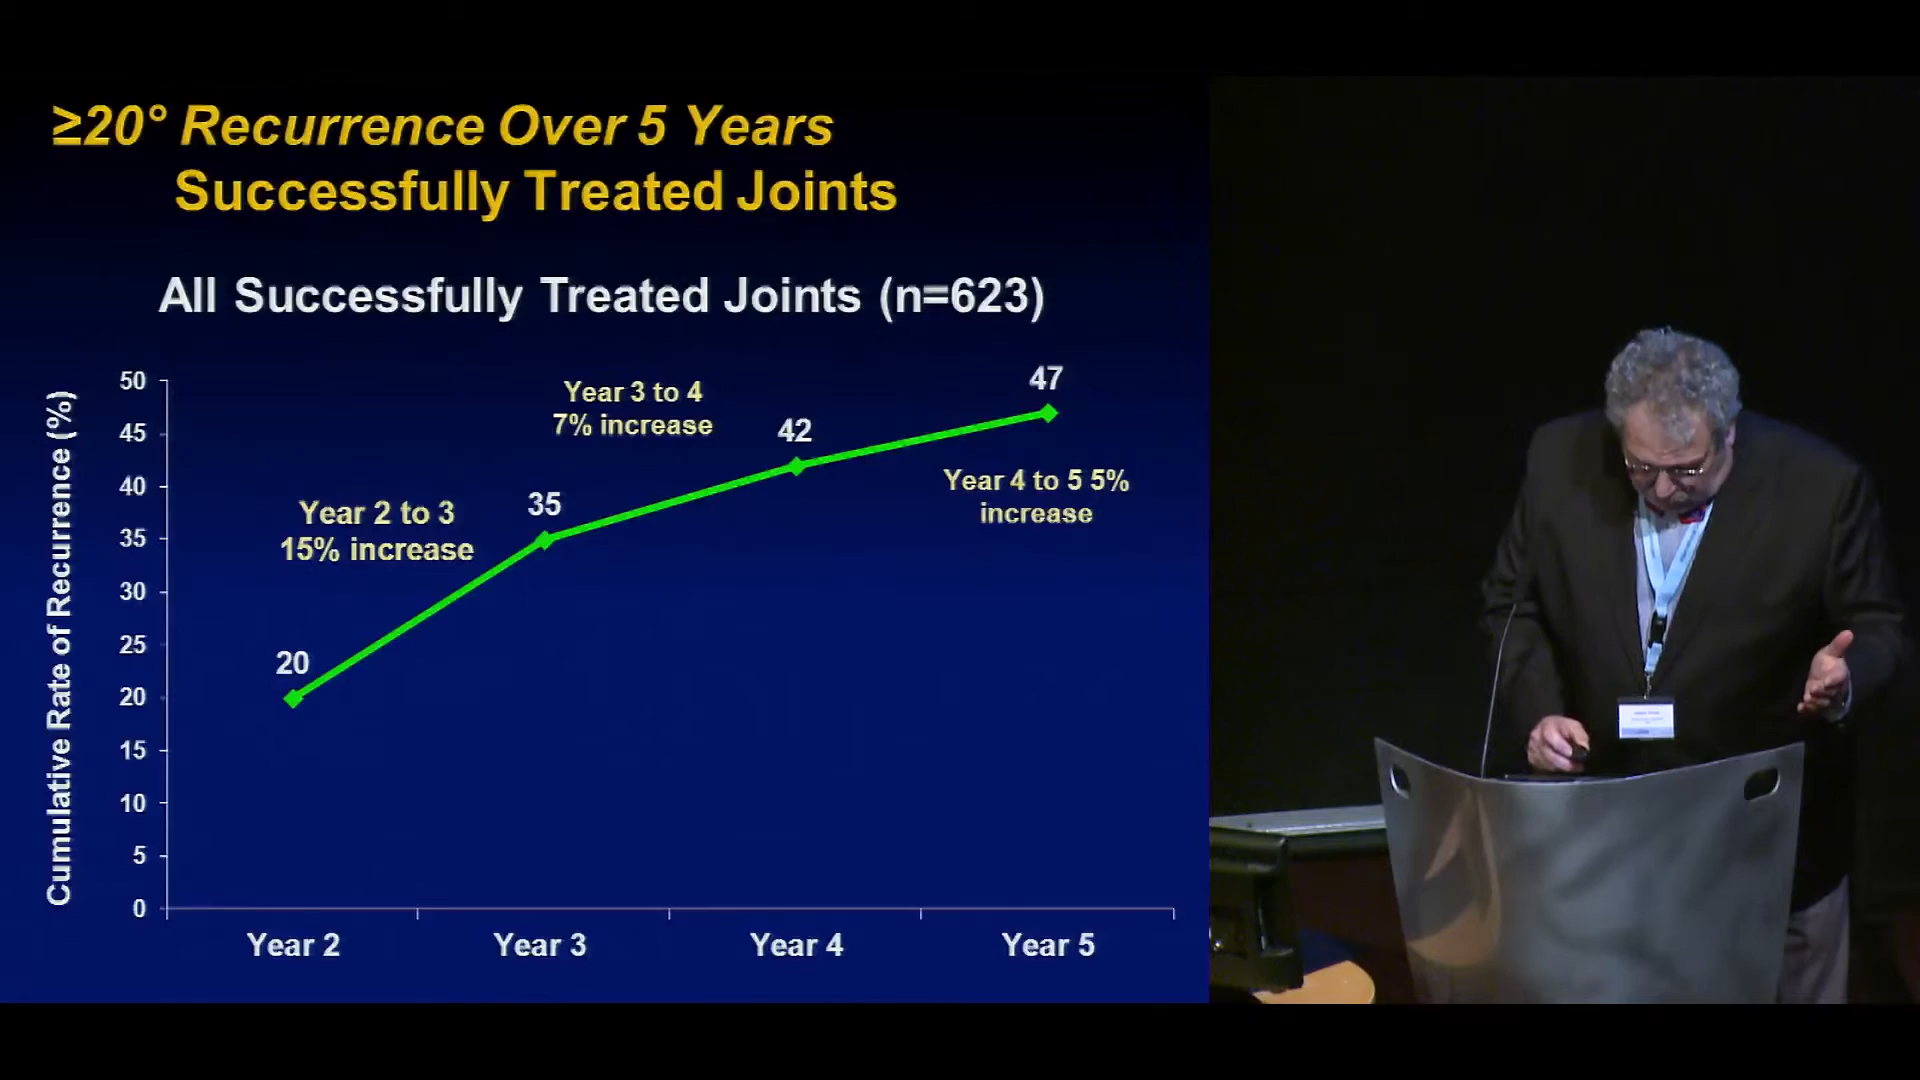 ≥20° Recurrence Over 5 Years
Successfully Treated Joints
All Successfully Treated Joints (n=623)
Cumulative Rate of Recurrence (%)
50
45
40
35
30
25
20
15
10
5
0
20
35
42
47
Year 2 to 3
15% increase
Year 3 to 4
7% increase
Year 4 to 5 5%
increase
Year 2
Year 3
Year 4
Year 5